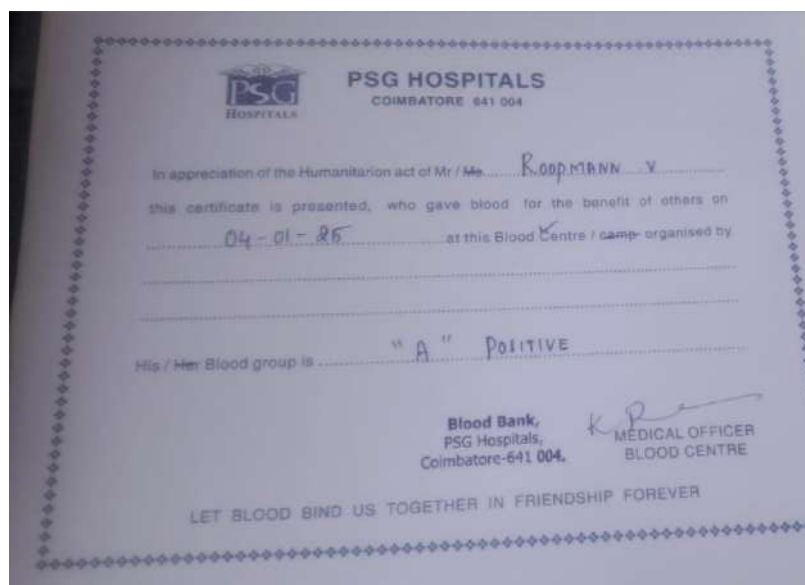 PSG
HOSPITALS
PSG HOSPITALS
COIMBATORE 641 004
In appreciation of the Humanitarion act of Mr / Ms ROOPMANN V
this certificate is presented, who gave blood for the benefit of others on
04-01-25 at this Blood Centre / camp organised by
His / Her Blood group is "A" POSITIVE
Blood Bank,
PSG Hospitals,
Coimbatore-641 004.
MEDICAL OFFICER
BLOOD CENTRE
LET BLOOD BIND US TOGETHER IN FRIENDSHIP FOREVER